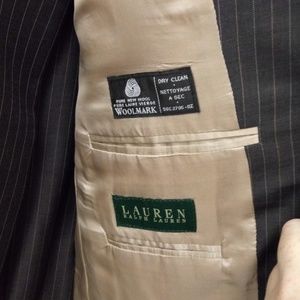 PURE NEW WOOL
PURE LAINE VIERGE
WOOLMARK
DRY CLEAN
NETTOYAGE
A SEC
LAUREN
RALPH LAUREN